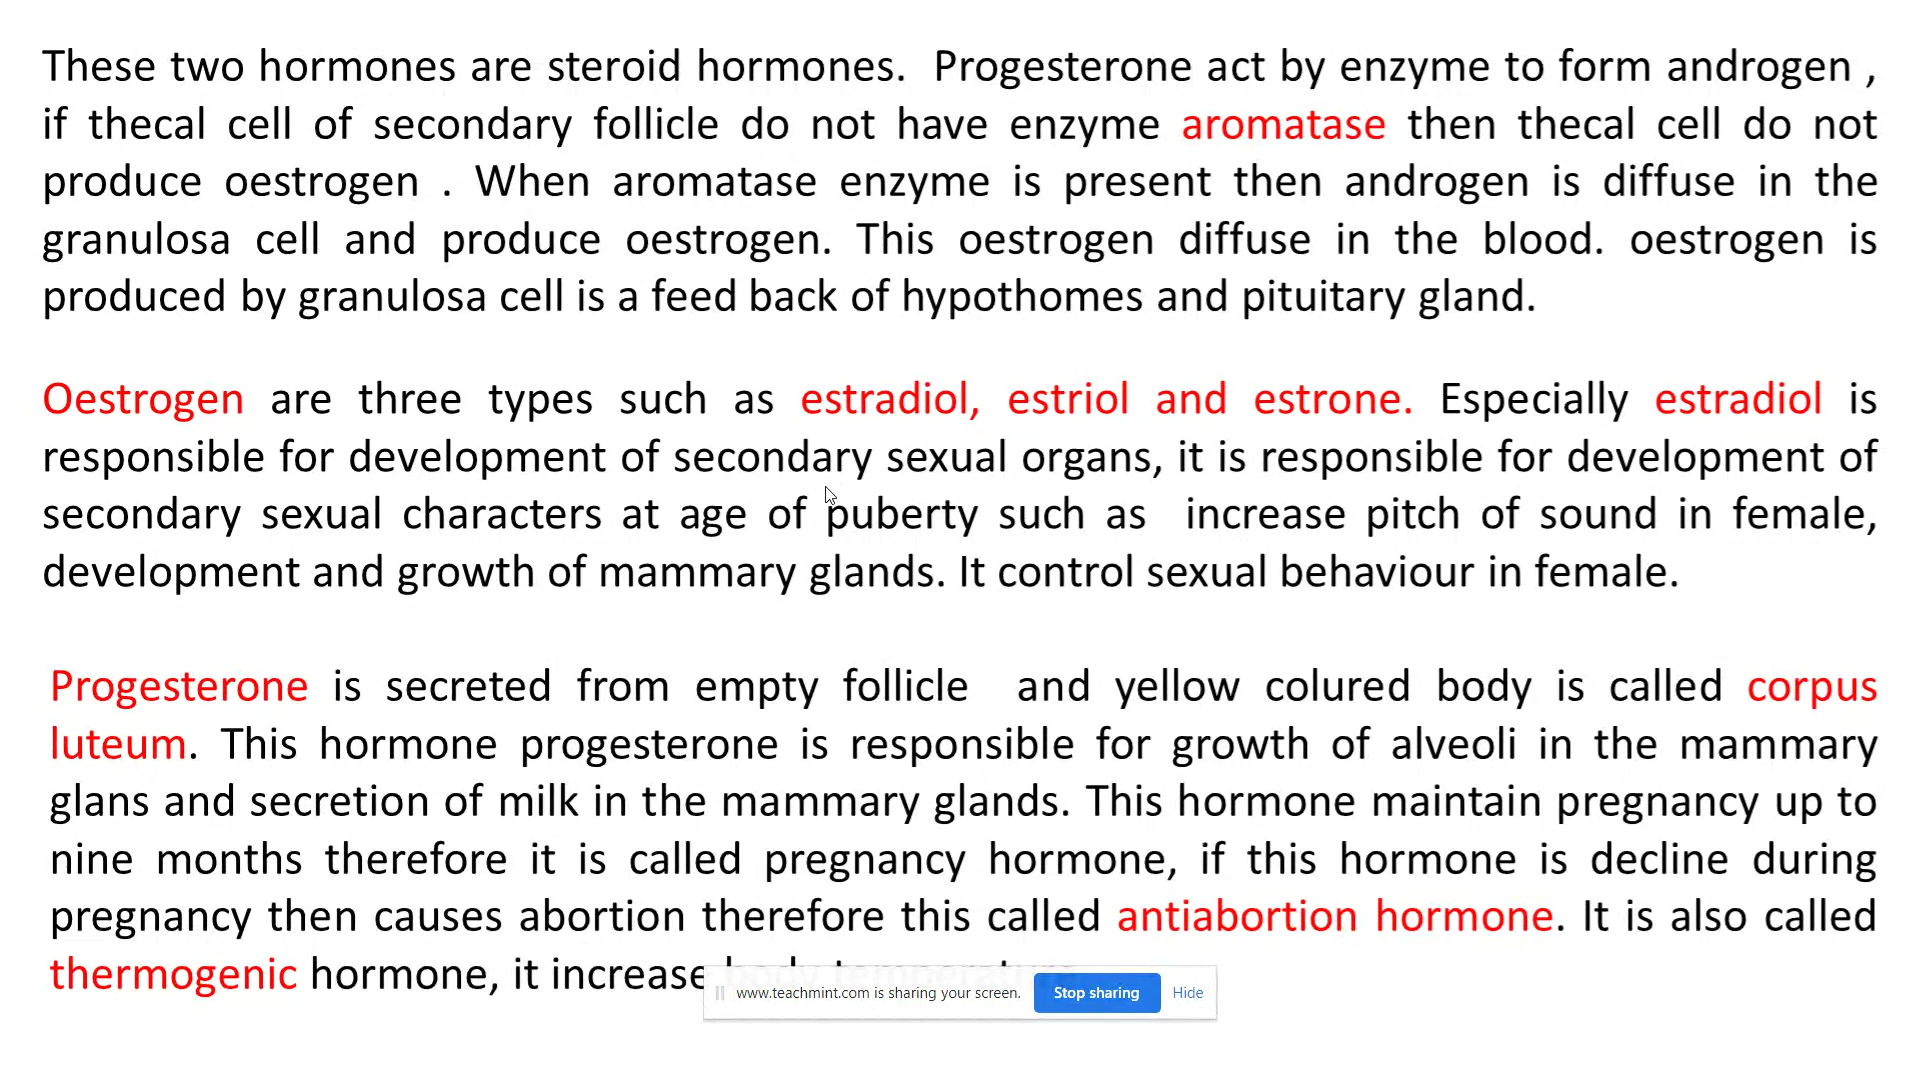 These two hormones are steroid hormones. Progesterone act by enzyme to form androgen ,
if thecal cell of secondary follicle do not have enzyme aromatase then thecal cell do not
produce oestrogen . When aromatase enzyme is present then androgen is diffuse in the
granulosa cell and produce oestrogen. This oestrogen diffuse in the blood. oestrogen is
produced by granulosa cell is a feed back of hypothomes and pituitary gland.
Oestrogen are three types such as estradiol, estriol and estrone. Especially estradiol is
responsible for development of secondary sexual organs, it is responsible for development of
secondary sexual characters at age of puberty such as increase pitch of sound in female,
development and growth of mammary glands. It control sexual behaviour in female.
Progesterone is secreted from empty follicle and yellow colured body is called corpus
luteum. This hormone progesterone is responsible for growth of alveoli in the mammary
glans and secretion of milk in the mammary glands. This hormone maintain pregnancy up to
nine months therefore it is called pregnancy hormone, if this hormone is decline during
pregnancy then causes abortion therefore this called antiabortion hormone. It is also called
thermogenic hormone, it increase body temperature
www.teachmint.com is sharing your screen. Stop sharing Hide